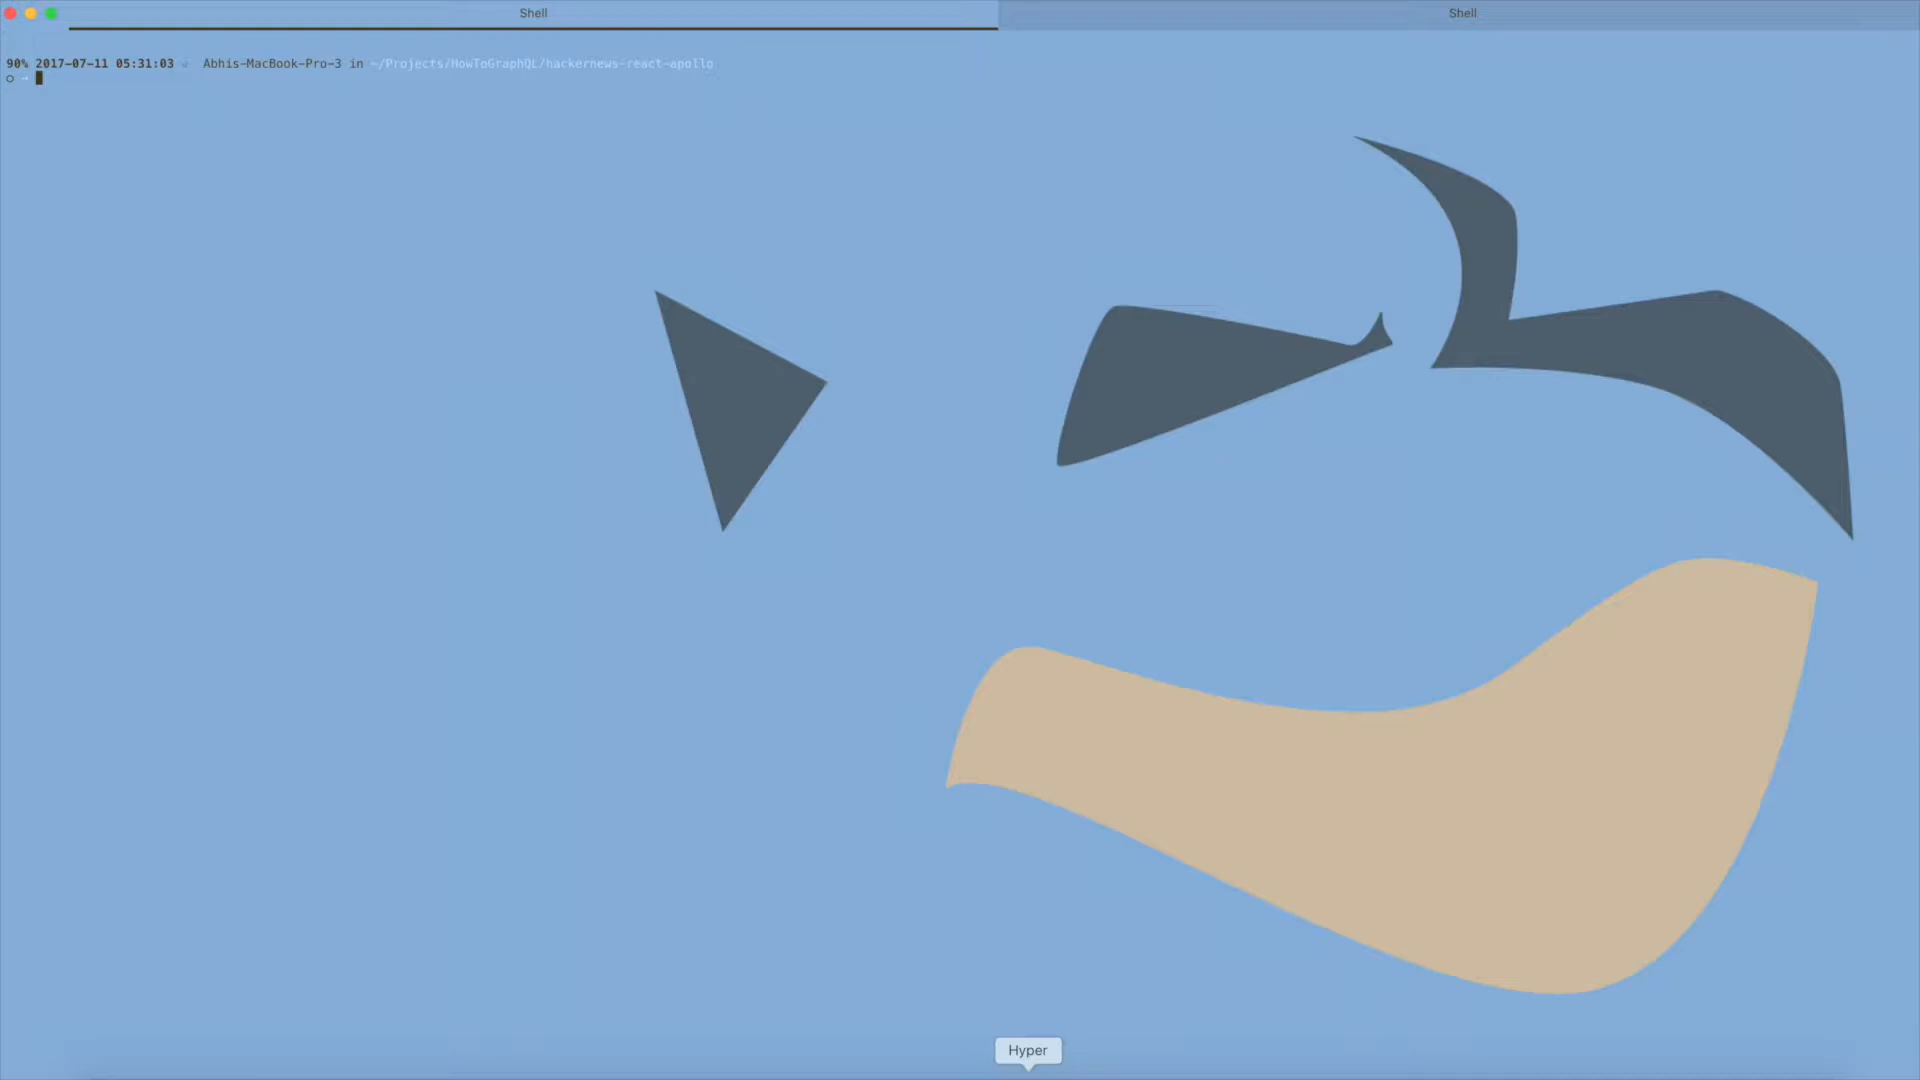 Shell
Shell
90% 2017-07-11 05:31:03 Abhis-MacBook-Pro-3 in ~/Projects/HowToGraphQL/hackernews-react-apollo
Hyper